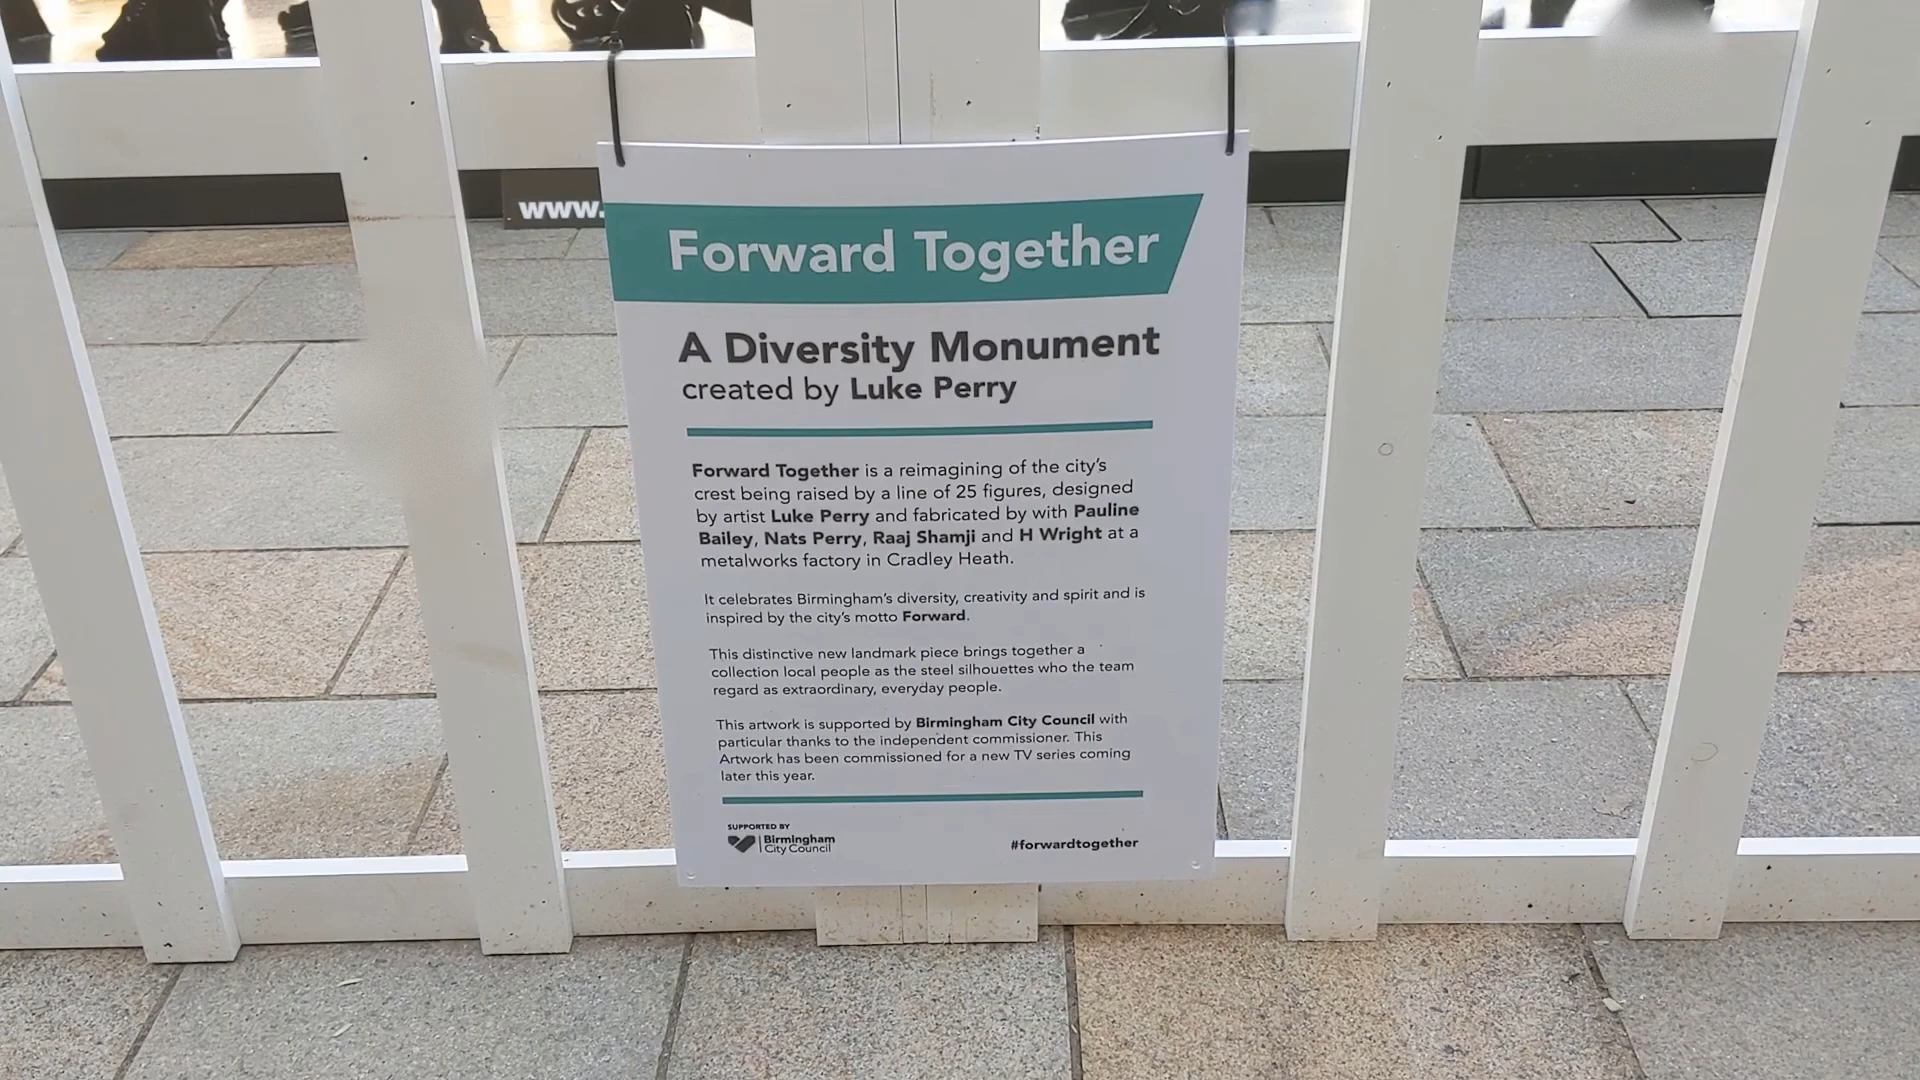 www.
Forward Together
A Diversity Monument
created by Luke Perry
Forward Together is a reimagining of the city's
crest being raised by a line of 25 figures, designed
by artist Luke Perry and fabricated by with Pauline
Bailey, Nats Perry, Raaj Shamji and H Wright at a
metalworks factory in Cradley Heath.
It celebrates Birmingham's diversity, creativity and spirit and is
inspired by the city's motto Forward.
This distinctive new landmark piece brings together a
collection local people as the steel silhouettes who the team
regard as extraordinary, everyday people.
This artwork is supported by Birmingham City Council with
particular thanks to the independent commissioner. This
Artwork has been commissioned for a new TV series coming
later this year.
SUPPORTED BY
Birmingham
City Council
#forwardtogether